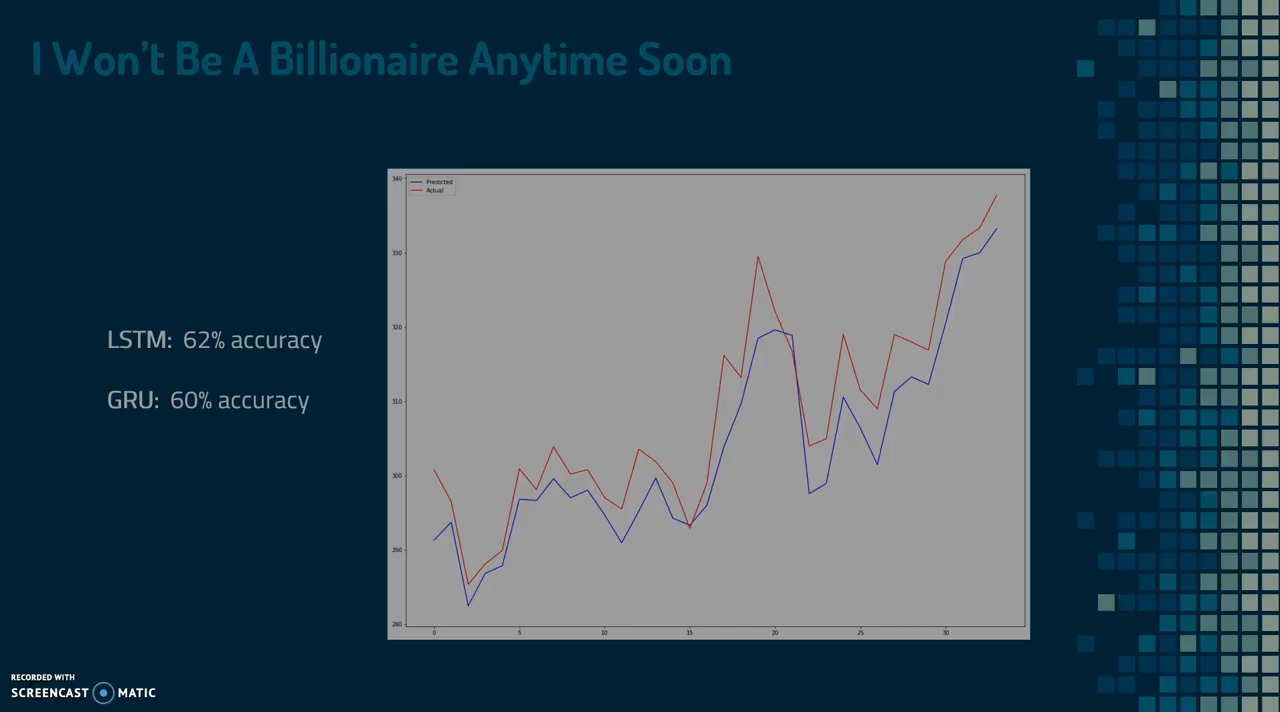 I Won't Be A Billionaire Anytime Soon
LSTM: 62% accuracy
GRU: 60% accuracy
Predicted
Actual
340
330
320
310
300
290
280
0
5
10
15
20
25
30
RECORDED WITH
SCREENCAST MATIC